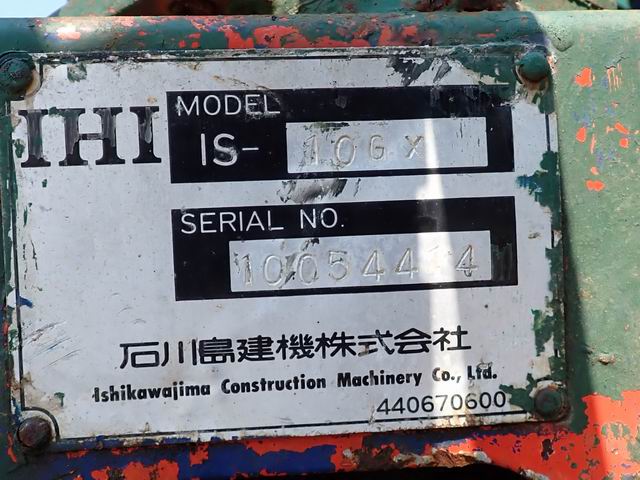 IHI
MODEL
IS- 10GX
SERIAL NO.
石川島建機株式会社
Ishikawajima Construction Machinery Co., Ltd.
440670600